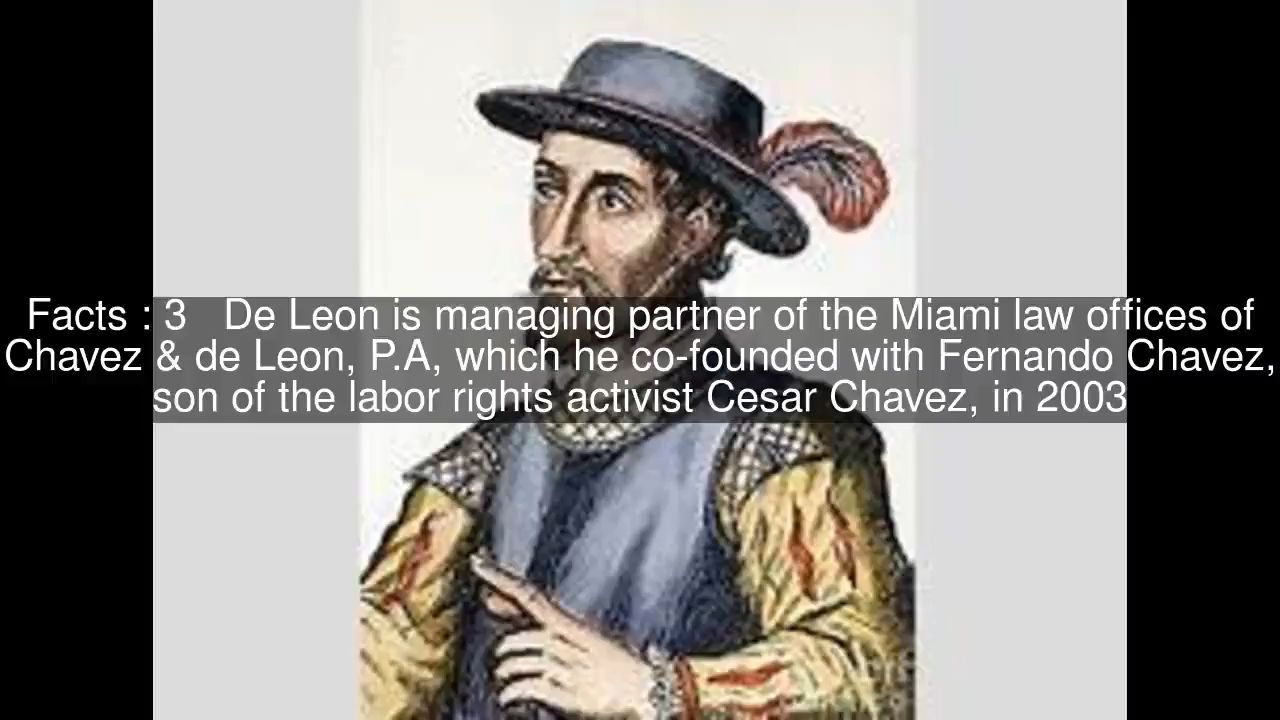 Facts : 3   De Leon is managing partner of the Miami law offices of
Chavez & de Leon, P.A, which he co-founded with Fernando Chavez,
son of the labor rights activist Cesar Chavez, in 2003